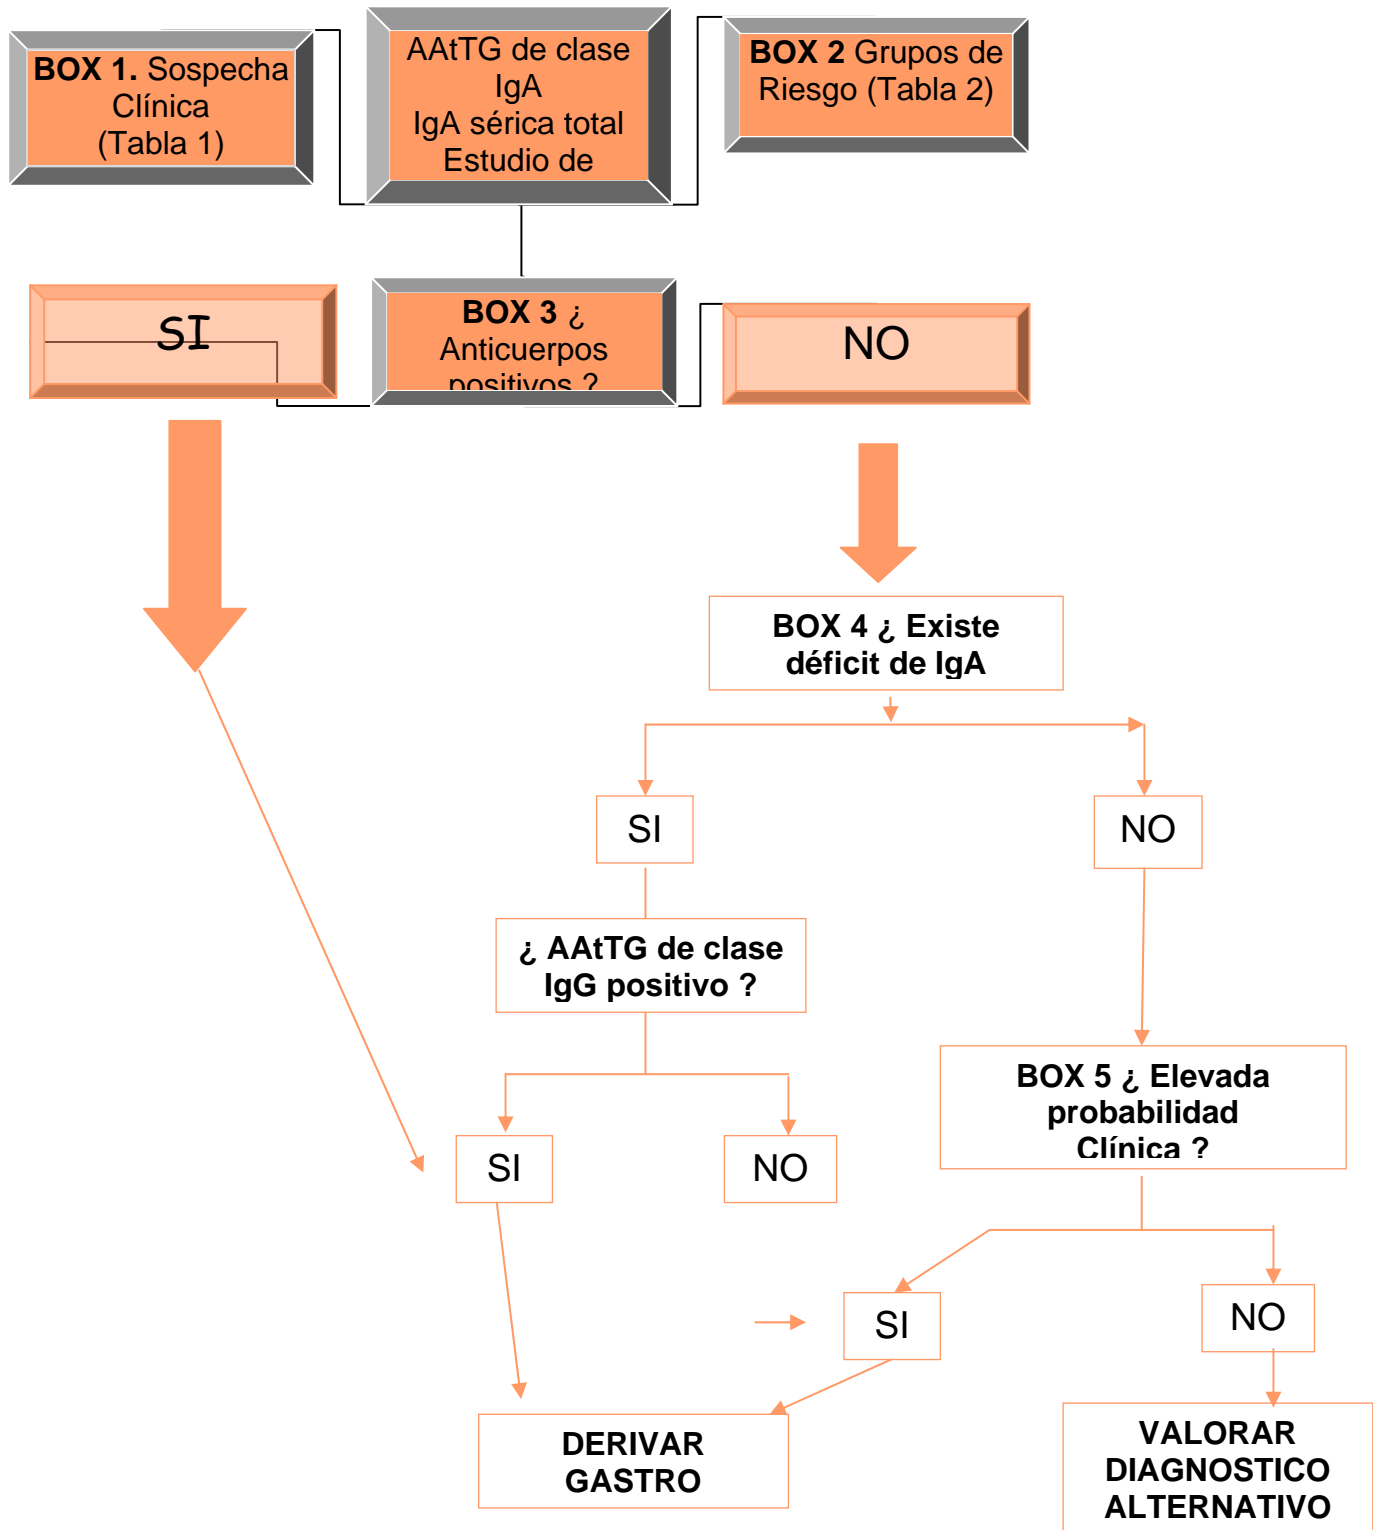 BOX 1. Sospecha
Clínica
(Tabla 1)
AAtTG de clase
IgA
IgA sérica total
Estudio de
BOX 2 Grupos de
Riesgo (Tabla 2)
SI
BOX 3 ¿
Anticuerpos
positivos ?
NO
BOX 4 ¿ Existe
déficit de IgA
SI
NO
¿ AAtTG de clase
IgG positivo ?
BOX 5 ¿ Elevada
probabilidad
Clínica ?
SI
NO
SI
NO
DERIVAR
GASTRO
VALORAR
DIAGNOSTICO
ALTERNATIVO